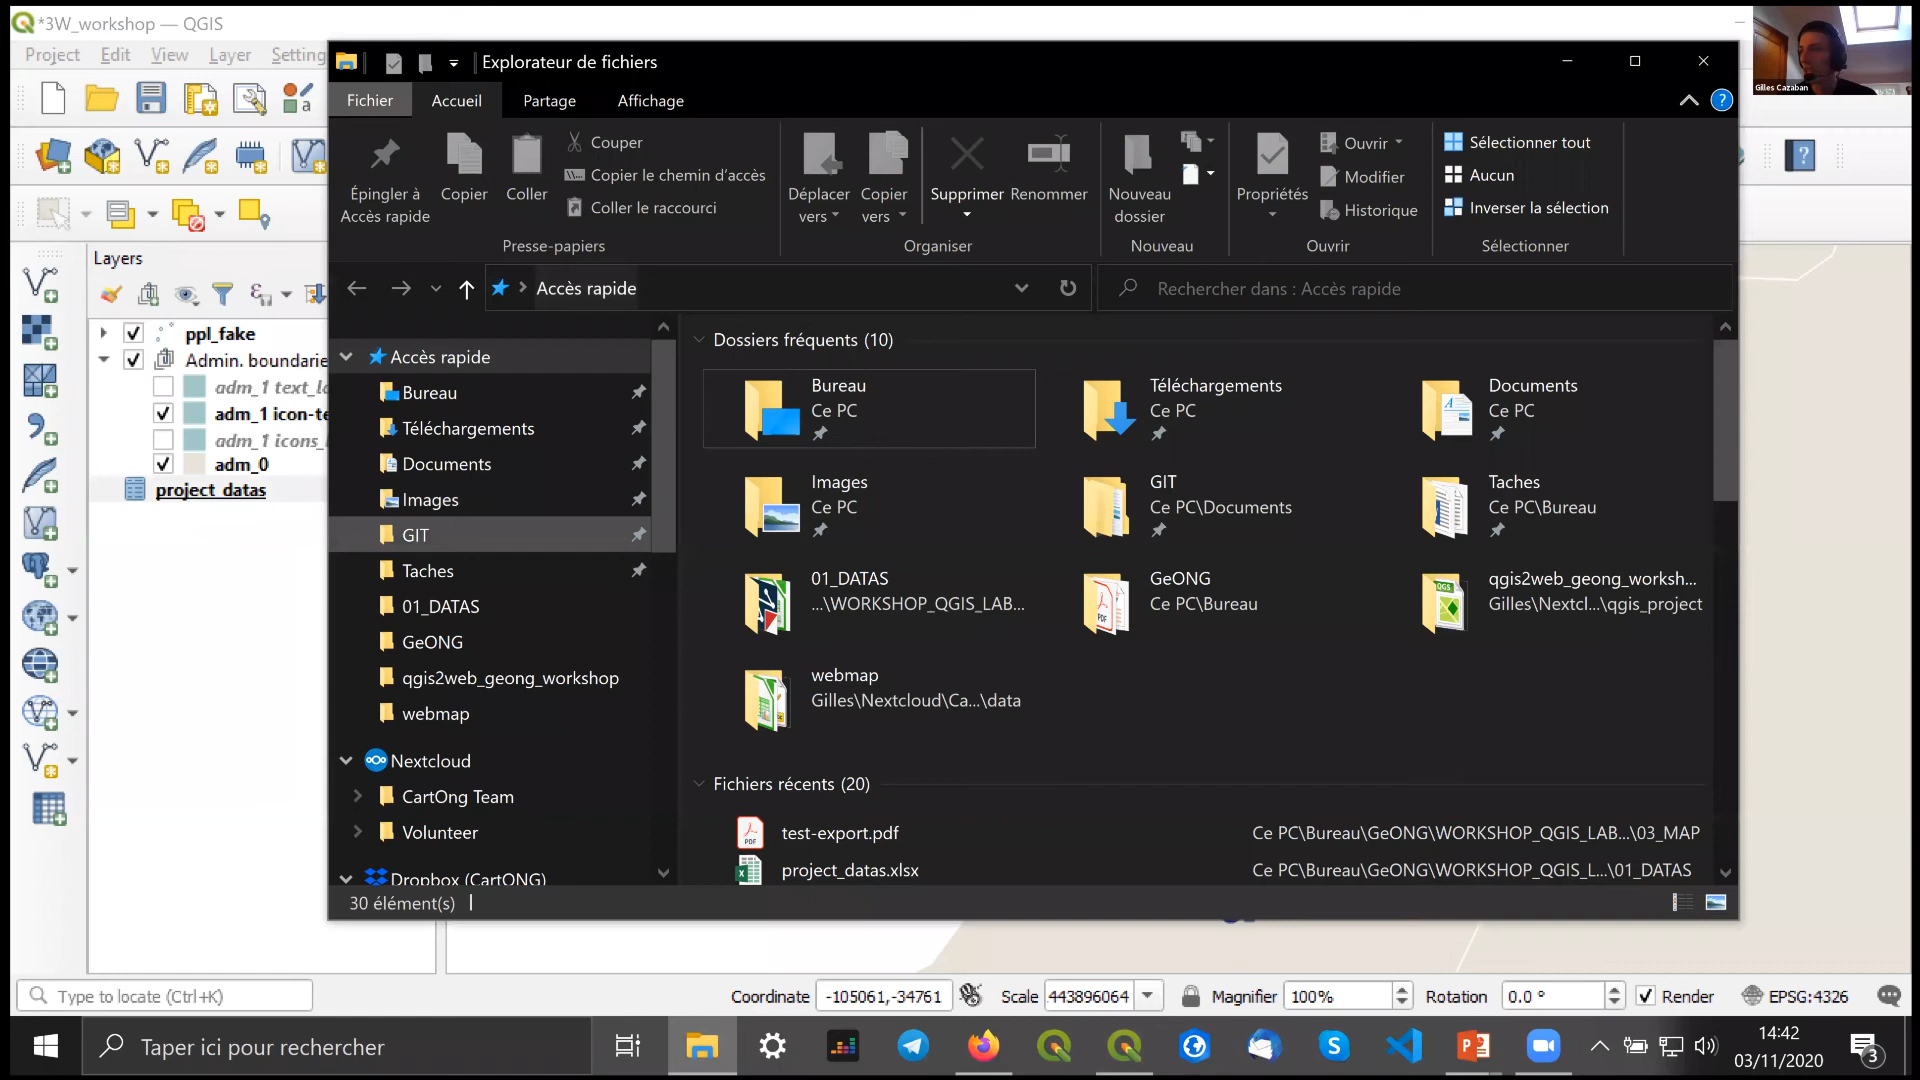 *3W_workshop — QGIS
Project Edit View Layer Setting
Gilles Cazaban
Explorateur de fichiers
Fichier Accueil Partage Affichage
Épingler à Accès rapide
Copier
Coller
Couper
Copier le chemin d'accès
Coller le raccourci
Presse-papiers
Déplacer vers
Copier vers
Supprimer
Renommer
Organiser
Nouveau dossier
Nouveau
Propriétés
Ouvrir
Modifier
Historique
Ouvrir
Sélectionner tout
Aucun
Inverser la sélection
Sélectionner
Accès rapide
Rechercher dans : Accès rapide
Layers
ppl_fake
Admin. boundarie
adm_1 text_l
adm_1 icon-te
adm_1 icons_
adm_0
project_datas
Accès rapide
Bureau
Téléchargements
Documents
Images
GIT
Taches
01_DATAS
GeONG
qgis2web_geong_workshop
webmap
Nextcloud
CartOng Team
Volunteer
Dropbox (CartONG)
Dossiers fréquents (10)
Bureau
Ce PC
Téléchargements
Ce PC
Documents
Ce PC
Images
Ce PC
GIT
Ce PC\Documents
Taches
Ce PC\Bureau
01_DATAS
...\WORKSHOP_QGIS_LAB...
GeONG
Ce PC\Bureau
qgis2web_geong_worksh...
Gilles\Nextcl...\qgis_project
webmap
Gilles\Nextcloud\Ca...\data
Fichiers récents (20)
test-export.pdf Ce PC\Bureau\GeONG\WORKSHOP_QGIS_LAB...\03_MAP
project_datas.xlsx Ce PC\Bureau\GeONG\WORKSHOP_QGIS_L...\01_DATAS
30 élément(s)
Type to locate (Ctrl+K)
Coordinate -105061,-34761 Scale 443896064 Magnifier 100% Rotation 0.0 ° Render EPSG:4326
Taper ici pour rechercher
14:42
03/11/2020
3